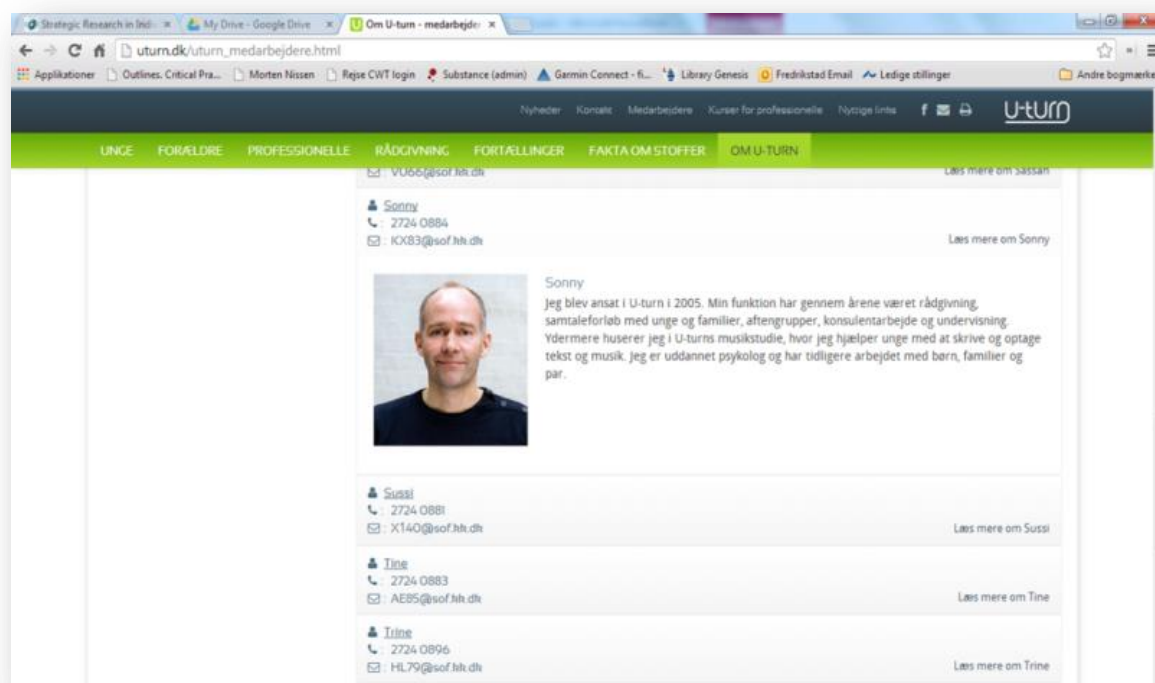 Strategic Research in Indi
My Drive - Google Drive
Om U-turn - medarbejder
uturn.dk/uturn_medarbejdere.html
Applikationer Outlines. Critical Pra... Morten Nissen Rejse CWT login Substance (admin) Garmin Connect - fi... Library Genesis Fredrikstad Email Ledige stillinger Andre bogmærke
Nyheder Kontakt Medarbejdere Kurser for professionelle Nyttige links
U-turn
UNGE FORÆLDRE PROFESSIONELLE RÅDGIVNING FORTÆLLINGER FAKTA OM STOFFER OM U-TURN
: VU66@sof.kk.dk Læs mere om Sassan
Sonny
: 2724 0884
: KX83@sof.kk.dk Læs mere om Sonny
Sonny
Jeg blev ansat i U-turn i 2005. Min funktion har gennem årene været rådgivning,
samtaleforløb med unge og familier, aftengrupper, konsulentarbejde og undervisning.
Ydermere huserer jeg i U-turns musikstudie, hvor jeg hjælper unge med at skrive og optage
tekst og musik. Jeg er uddannet psykolog og har tidligere arbejdet med børn, familier og
par.
Sussi
: 2724 0881
: X140@sof.kk.dk Læs mere om Sussi
Tine
: 2724 0883
: AE85@sof.kk.dk Læs mere om Tine
Trine
: 2724 0896
: HL79@sof.kk.dk Læs mere om Trine